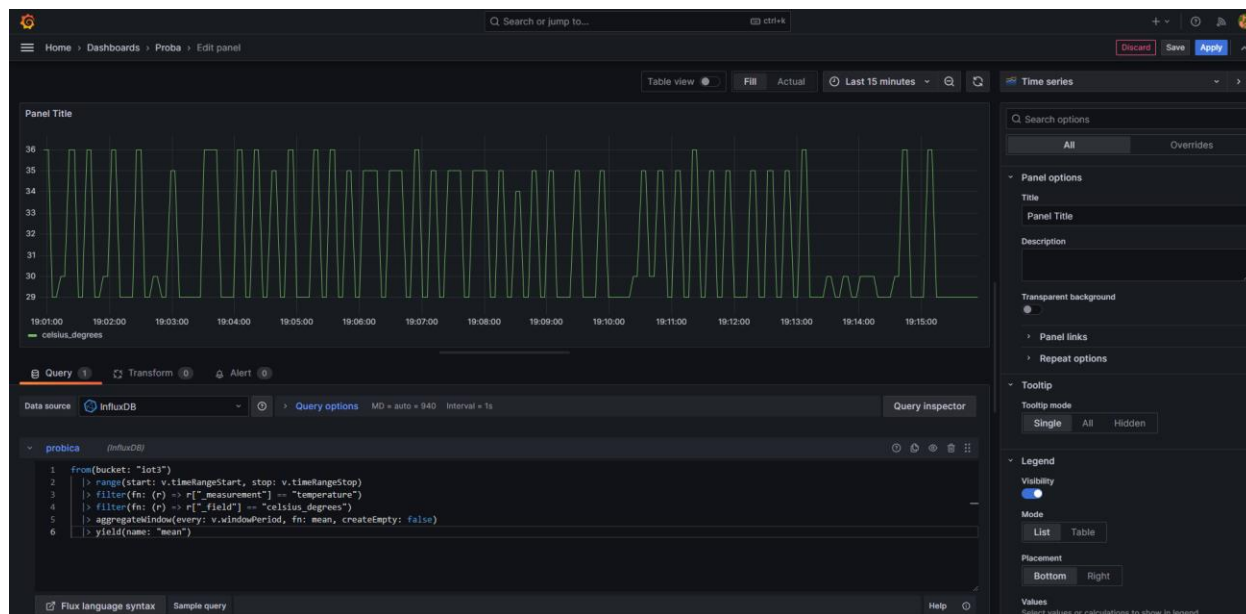 Search or jump to...
ctrl+k
Home › Dashboards › Proba › Edit panel
Discard
Save
Apply
Table view
Fill
Actual
Last 15 minutes
Time series
Panel Title
36
35
34
33
32
31
30
29
19:01:00 19:02:00 19:03:00 19:04:00 19:05:00 19:06:00 19:07:00 19:08:00 19:09:00 19:10:00 19:11:00 19:12:00 19:13:00 19:14:00 19:15:00
celsius_degrees
Query 1
Transform 0
Alert 0
Data source
InfluxDB
Query options MD = auto = 940 Interval = 1s
Query inspector
probica (InfluxDB)
1 from(bucket: "iot3")
2 |> range(start: v.timeRangeStart, stop: v.timeRangeStop)
3 |> filter(fn: (r) => r["_measurement"] == "temperature")
4 |> filter(fn: (r) => r["_field"] == "celsius_degrees")
5 |> aggregateWindow(every: v.windowPeriod, fn: mean, createEmpty: false)
6 |> yield(name: "mean")
Flux language syntax
Sample query
Help
Search options
All
Overrides
Panel options
Title
Panel Title
Description
Transparent background
Panel links
Repeat options
Tooltip
Tooltip mode
Single All Hidden
Legend
Visibility
Mode
List Table
Placement
Bottom Right
Values
Select values or calculations to show in legend